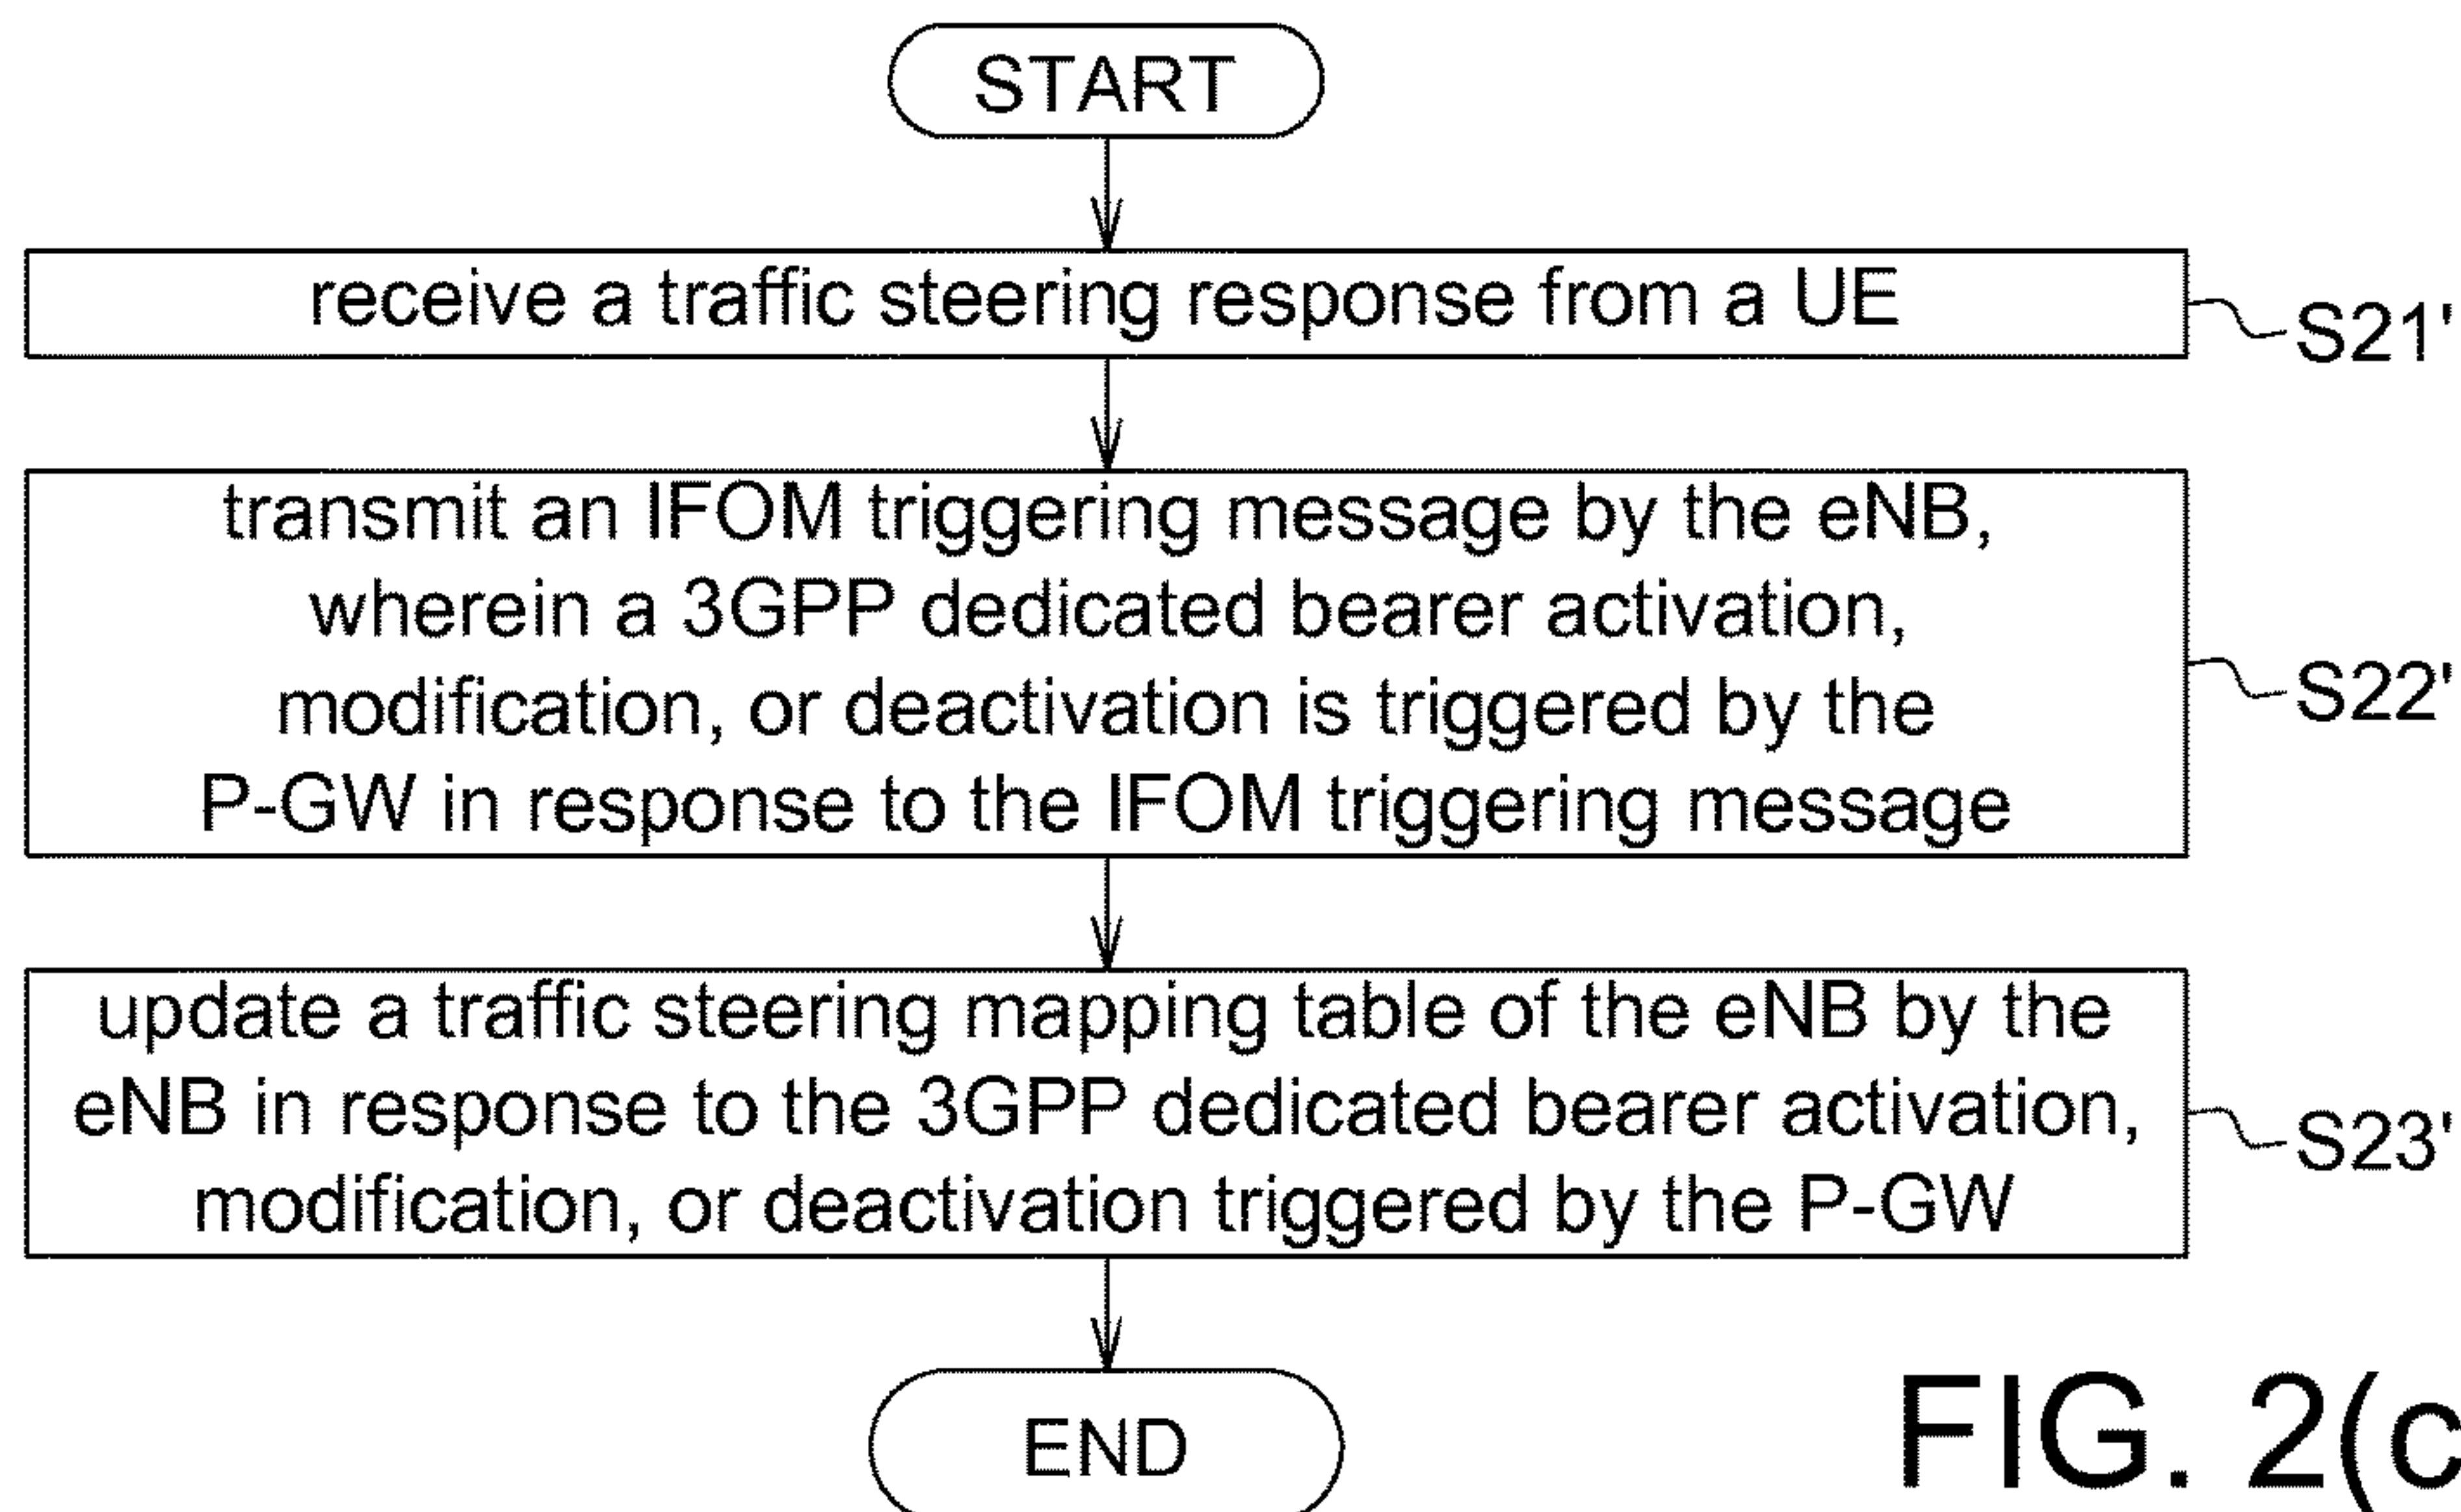 START
receive a traffic steering response from a UE
S21'
transmit an IFOM triggering message by the eNB,
wherein a 3GPP dedicated bearer activation,
modification, or deactivation is triggered by the
P-GW in response to the IFOM triggering message
S22'
update a traffic steering mapping table of the eNB by the
eNB in response to the 3GPP dedicated bearer activation,
modification, or deactivation triggered by the P-GW
S23'
END
FIG. 2(c